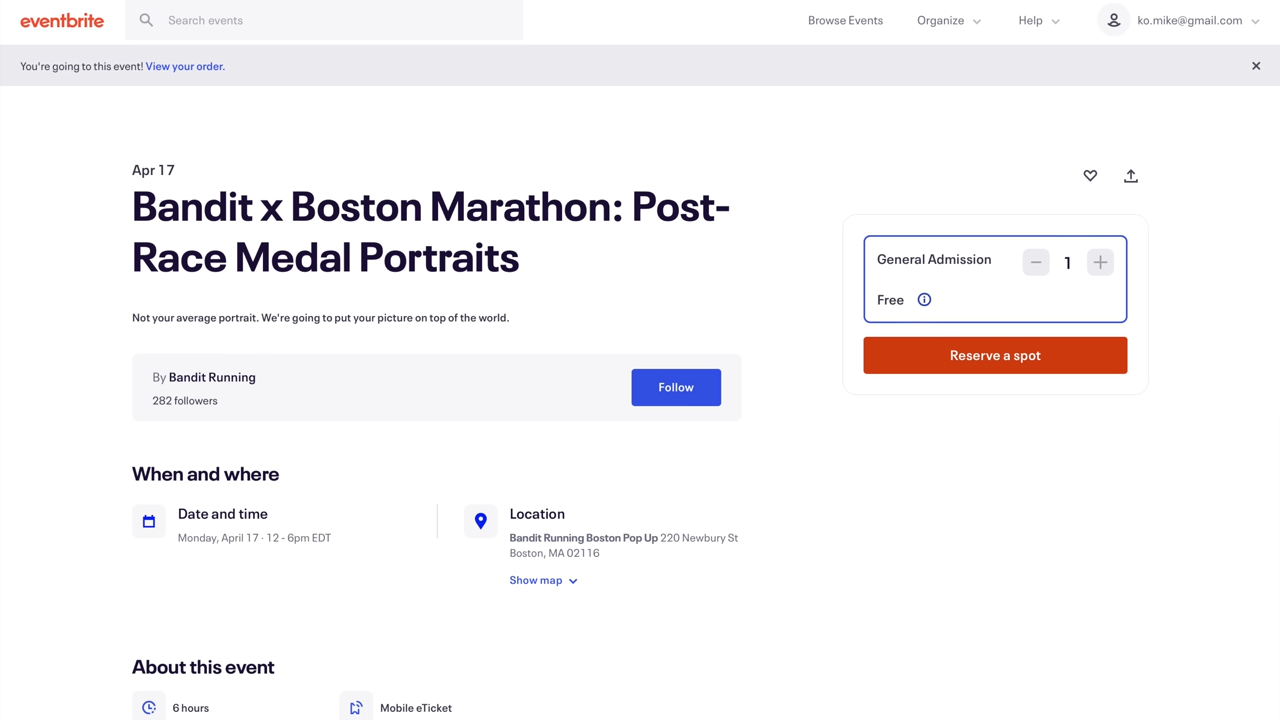 eventbrite
Search events
Browse Events
Organize
Help
ko.mike@gmail.com
You're going to this event! View your order.
Apr 17
Bandit x Boston Marathon: Post-
Race Medal Portraits
Not your average portrait. We're going to put your picture on top of the world.
By Bandit Running
282 followers
Follow
General Admission
1
Free
Reserve a spot
When and where
Date and time
Monday, April 17 · 12 - 6pm EDT
Location
Bandit Running Boston Pop Up 220 Newbury St
Boston, MA 02116
Show map
About this event
6 hours
Mobile eTicket